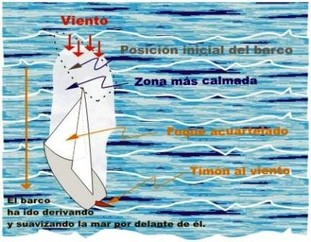 Viento
Posición inicial del barco
Zona más calmada
Foque acuartelado
Timón al viento
El barco
ha ido derivando
y suavizando la mar por delante de él.